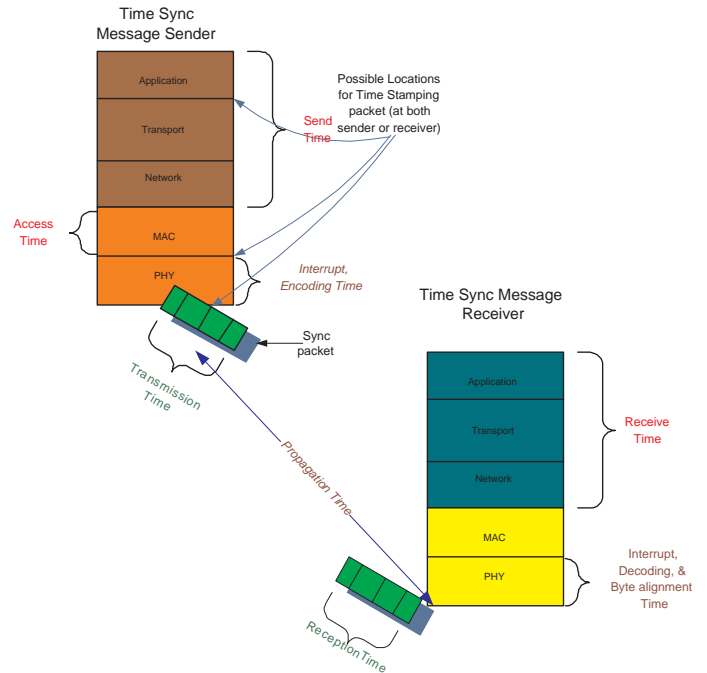 Time Sync
Message Sender
Application
Transport
Network
MAC
PHY
Send
Time
Access
Time
Possible Locations
for Time Stamping
packet (at both
sender or receiver)
Interrupt,
Encoding Time
Sync
packet
Transmission
Time
Propagation Time
Time Sync Message
Receiver
Application
Transport
Network
MAC
PHY
Receive
Time
Interrupt,
Decoding, &
Byte alignment
Time
ReceptionTime